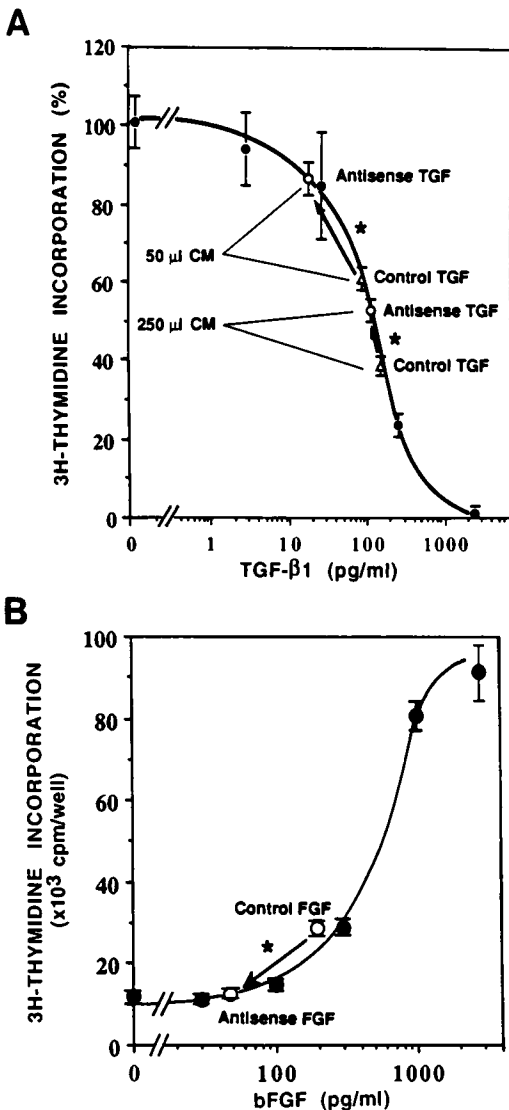 A
3H-THYMIDINE INCORPORATION (%)
120
100
80
60
40
20
0
Antisense TGF
*
50 μl CM
Control TGF
Antisense TGF
250 μl CM
*
Control TGF
0
1
10
100
1000
TGF-β1 (pg/ml)
B
3H-THYMIDINE INCORPORATION
(x10³ cpm/well)
100
80
60
40
20
0
Control FGF
*
Antisense FGF
0
100
1000
bFGF (pg/ml)